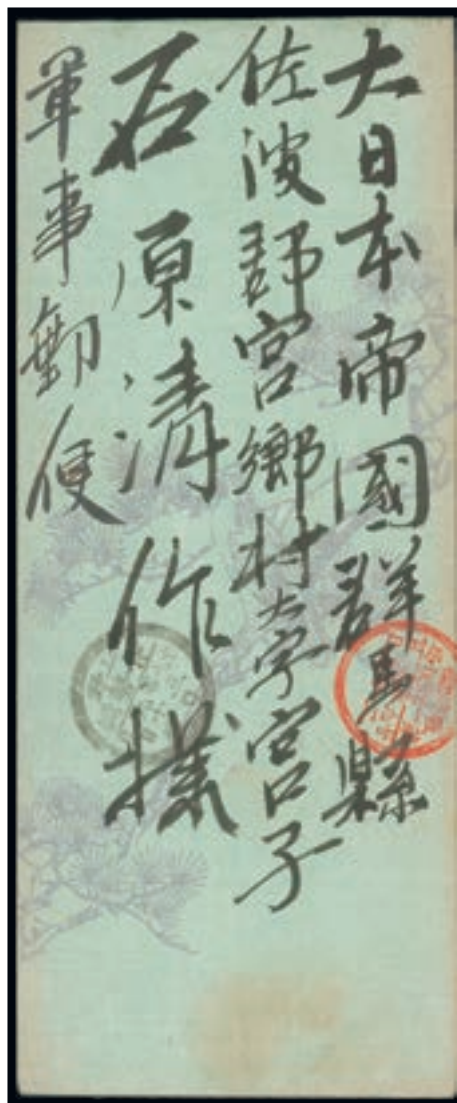 大日本帝國群馬縣
佐波郡宮鄉村大字宮子
石原清作様
軍事郵便